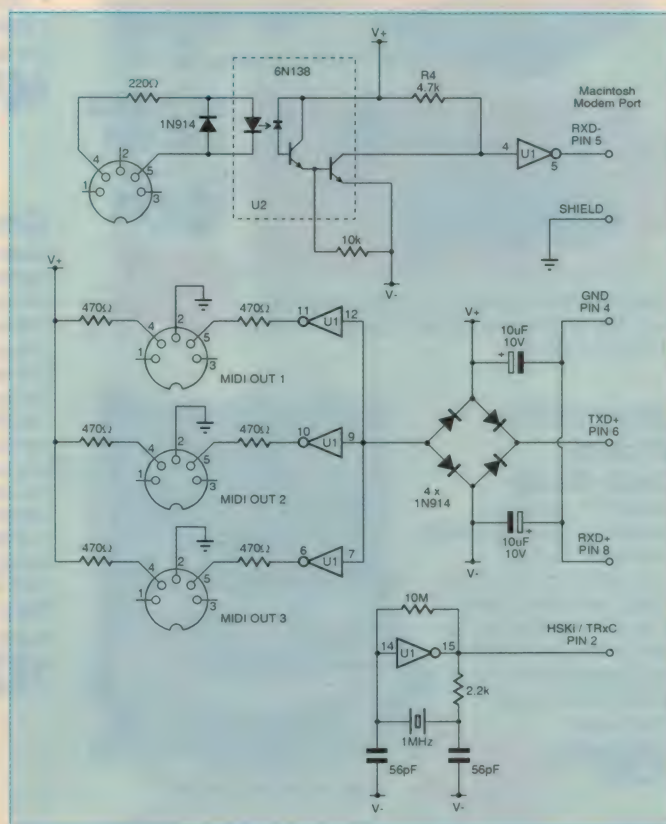 V+
6N138
220Ω
R4
4.7k
Macintosh
Modem Port
1N914
RXD-
PIN 5
4
U1
5
4
2
5
1
3
U2
SHIELD
10k
V+
V-
GND
PIN 4
470Ω
4
2
5
1
3
470Ω
11
U1
12
V+
10uF
10V
+
MIDI OUT 1
470Ω
4
2
5
1
3
470Ω
10
U1
9
TXD+
PIN 6
MIDI OUT 2
4 x
1N914
470Ω
4
2
5
1
3
470Ω
6
U1
7
10uF
10V
+
RXD+
PIN 8
V-
MIDI OUT 3
10M
HSKi / TRxC
PIN 2
14
U1
15
2.2k
1MHz
56pF
56pF
V-
V-